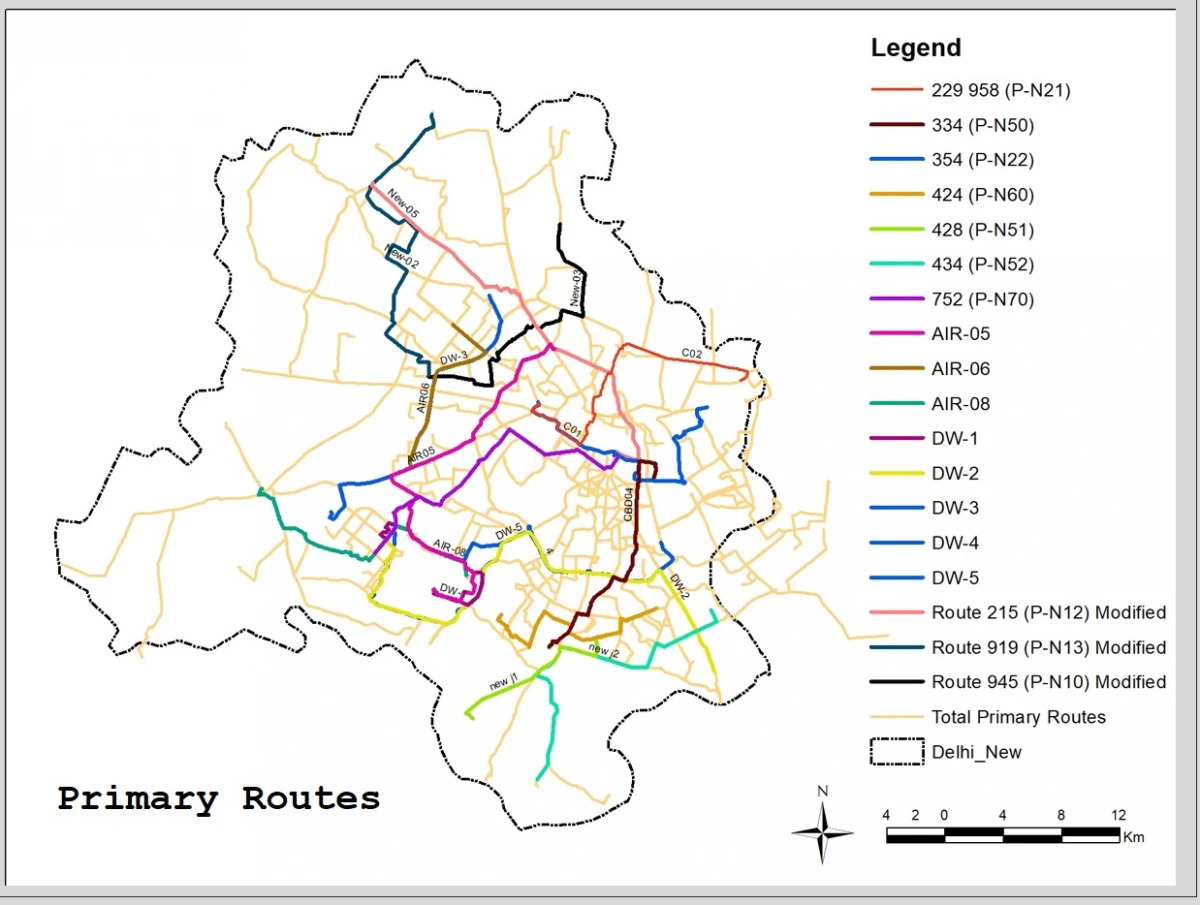 Legend
229 958 (P-N21)
334 (P-N50)
354 (P-N22)
424 (P-N60)
428 (P-N51)
434 (P-N52)
752 (P-N70)
AIR-05
AIR-06
AIR-08
DW-1
DW-2
DW-3
DW-4
DW-5
Route 215 (P-N12) Modified
Route 919 (P-N13) Modified
Route 945 (P-N10) Modified
Total Primary Routes
Delhi_New
New-05
New-02
New-03
DW-3
C02
AIR06
C01
AIR05
CBD04
DW-5
AIR-08
4
DW-2
DW-
new j2
new j1
Primary Routes
N
4 2 0 4 8 12
Km